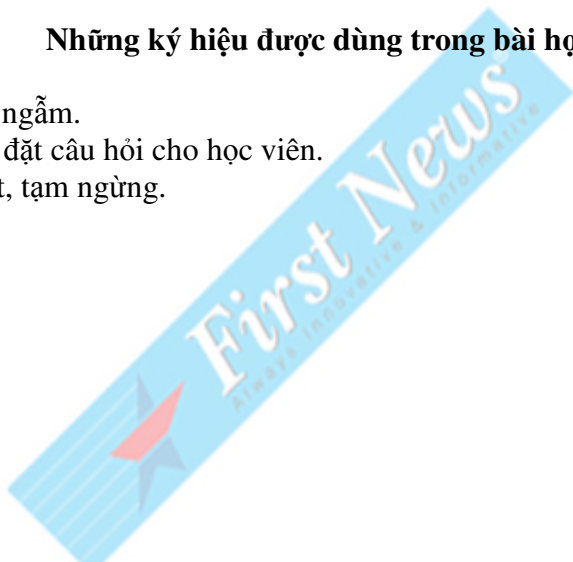 Những ký hiệu được dùng trong bài
ngẫm.
đặt câu hỏi cho học viên.
tạm ngừng.
First News
Always Innovative & Informative